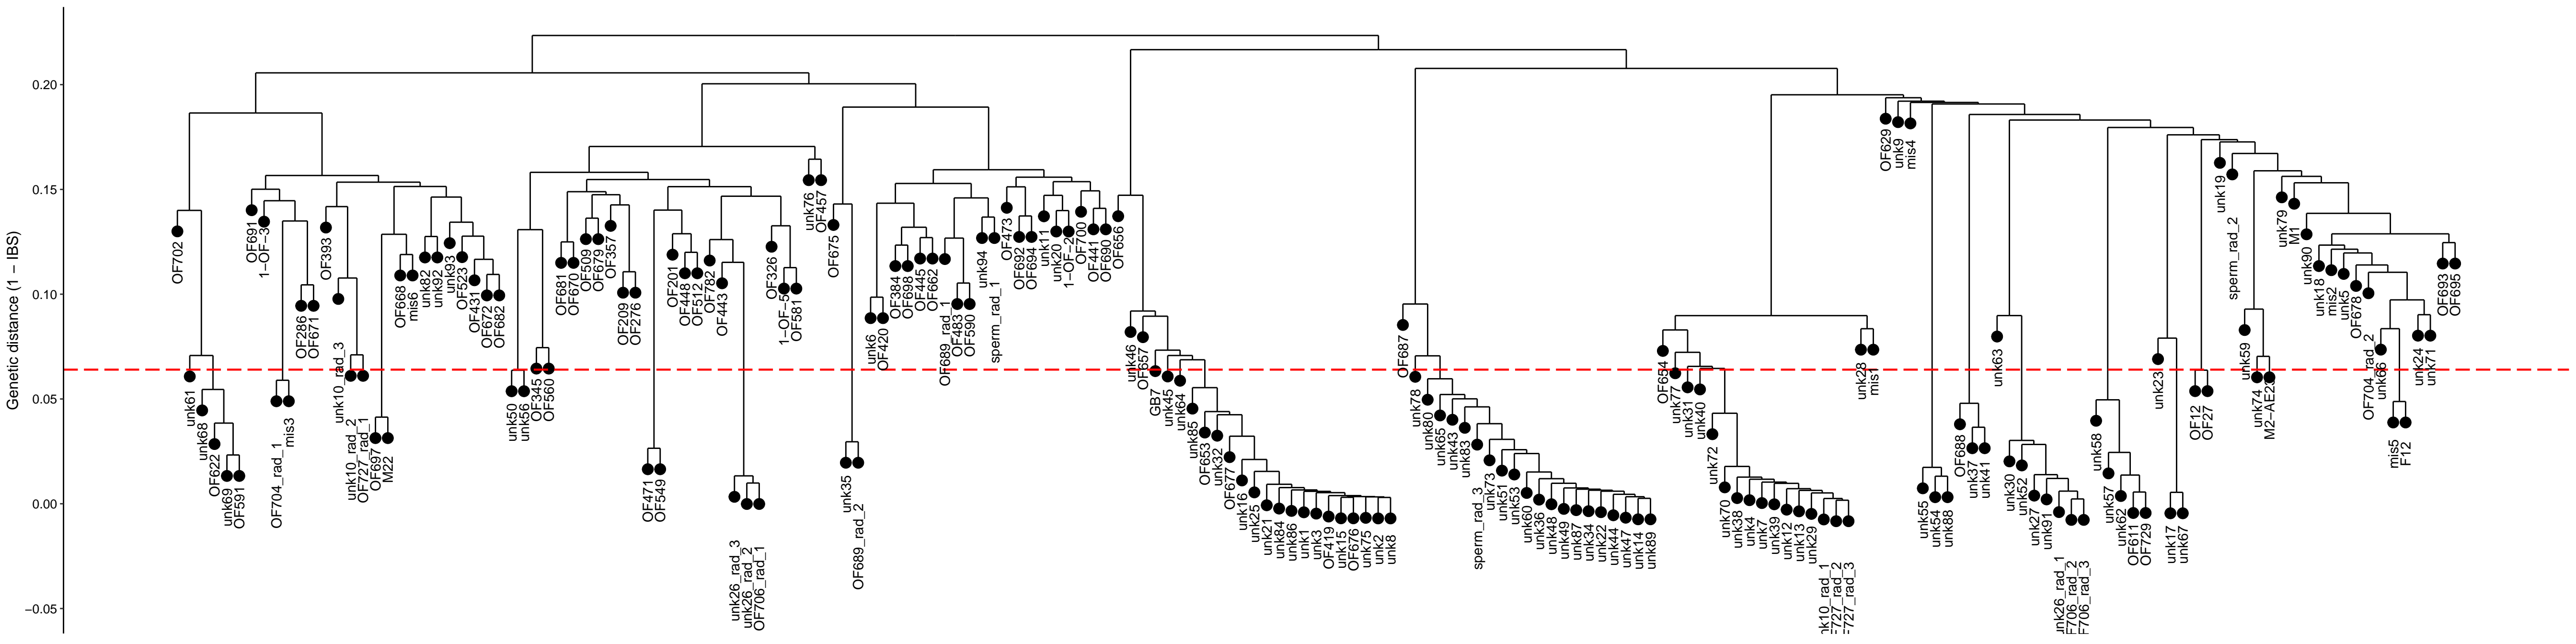 Genetic distance (1 − IBS)
0.20
0.15
0.10
0.05
0.00
−0.05
OF702
unk61
unk68
OF622
unk69
OF591
OF691
1−OF−3
OF704_rad_1
mis3
OF286
OF671
OF393
unk10_rad_3
unk10_rad_2
OF727_rad_1
OF697
M22
OF668
mis6
unk82
unk92
unk93
OF523
OF431
OF672
OF682
unk50
unk56
OF345
OF560
OF681
OF670
OF509
OF679
OF357
OF209
OF276
OF471
OF549
OF201
OF448
OF512
OF782
OF443
unk26_rad_3
unk26_rad_2
OF706_rad_1
OF326
1−OF−5
OF581
unk76
OF457
OF675
unk35
OF689_rad_2
unk6
OF420
OF384
OF698
OF445
OF662
OF689_rad_1
OF483
OF590
unk94
sperm_rad_1
OF473
OF692
OF694
unk11
unk20
1−OF−2
OF700
OF441
OF690
OF656
unk46
OF657
GB7
unk45
unk64
unk85
OF653
unk32
OF677
unk16
unk25
unk21
unk84
unk86
unk1
unk3
OF419
unk15
OF676
unk75
unk2
unk8
OF687
unk78
unk80
unk65
unk43
unk83
sperm_rad_3
unk73
unk51
unk53
unk60
unk36
unk48
unk49
unk87
unk34
unk22
unk44
unk47
unk14
unk89
OF654
unk77
unk31
unk40
unk72
unk70
unk38
unk4
unk7
unk39
unk12
unk13
unk29
nk10_rad_1
F727_rad_2
F727_rad_3
unk28
mis1
OF629
unk9
mis4
unk55
unk54
unk88
OF688
unk37
unk41
unk63
unk30
unk52
unk27
unk91
unk26_rad_1
F706_rad_2
F706_rad_3
unk58
unk57
unk62
OF611
OF729
unk23
unk17
unk67
OF12
OF27
unk19
sperm_rad_2
unk59
unk74
unk79
M1
unk90
unk18
mis2
unk5
OF678
OF704_rad_2
unk66
mis5
F12
unk24
unk71
OF693
OF695